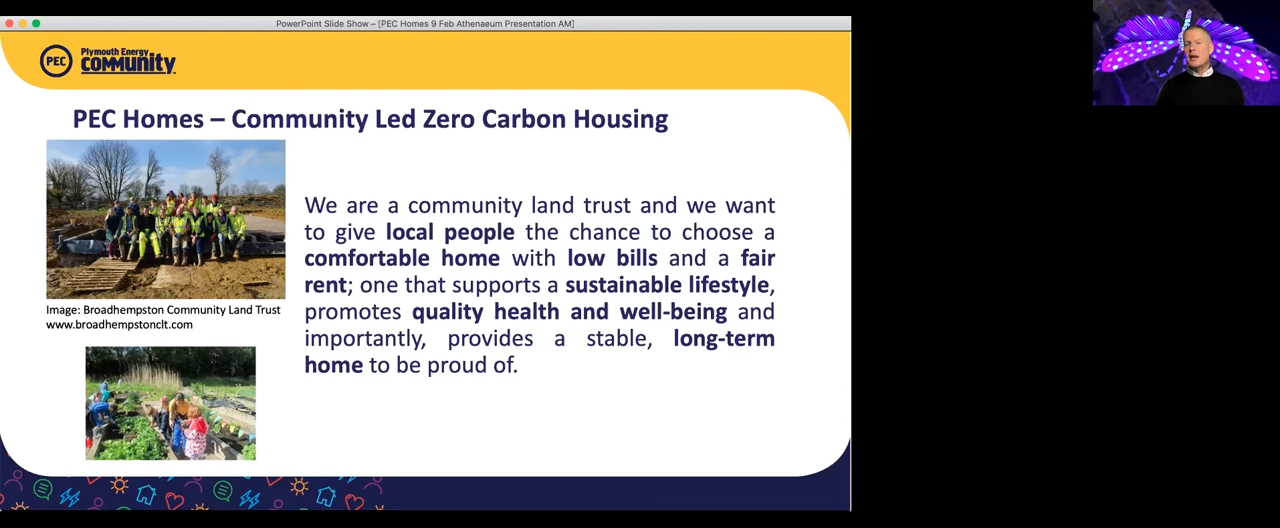 PowerPoint Slide Show – [PEC Homes 9 Feb Athenaeum Presentation AM]
PEC
Plymouth Energy
community
PEC Homes – Community Led Zero Carbon Housing
We are a community land trust and we want
to give local people the chance to choose a
comfortable home with low bills and a fair
rent; one that supports a sustainable lifestyle,
promotes quality health and well-being and
importantly, provides a stable, long-term
home to be proud of.
Image: Broadhempston Community Land Trust
www.broadhempstonclt.com